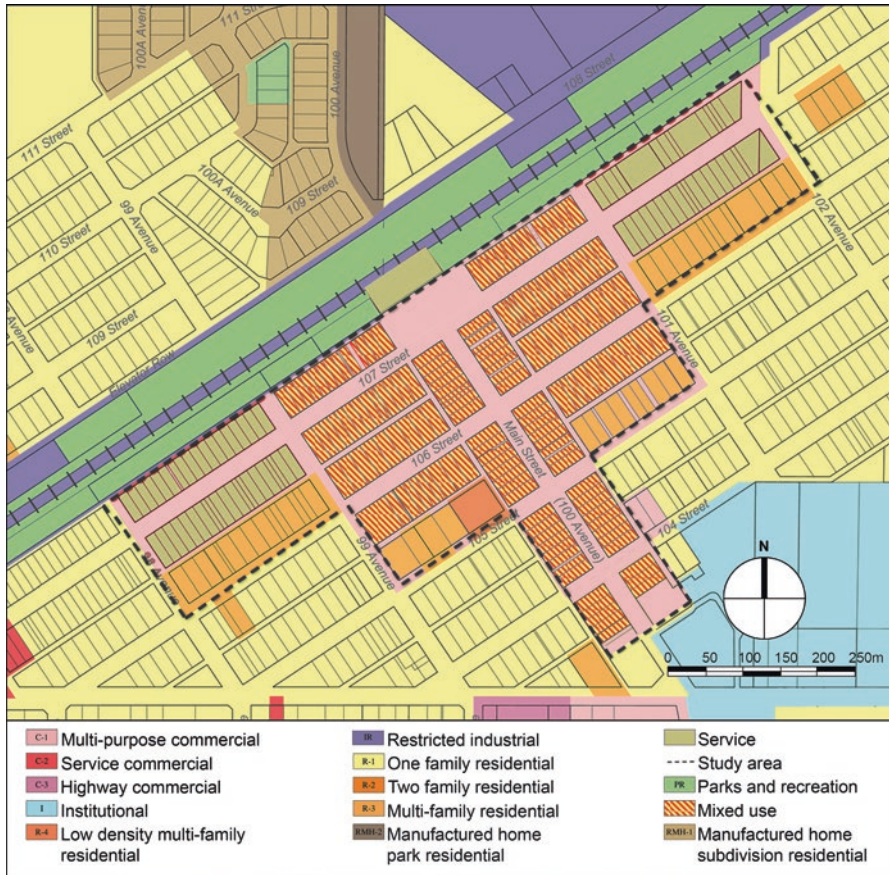 111 Street
100A Avenue
100 Avenue
108 Street
111 Street
100A Avenue
109 Street
99 Avenue
110 Street
102 Avenue
109 Street
101 Avenue
Elevator Row
107 Street
106 Street
Main Street
(100 Avenue)
105 Street
104 Street
99 Avenue
98 Avenue
N
0 50 100 150 200 250m
C-1 Multi-purpose commercial
C-2 Service commercial
C-3 Highway commercial
I Institutional
R-4 Low density multi-family
residential
IR Restricted industrial
R-1 One family residential
R-2 Two family residential
R-3 Multi-family residential
RMH-2 Manufactured home
park residential
Service
Study area
PR Parks and recreation
Mixed use
RMH-1 Manufactured home
subdivision residential